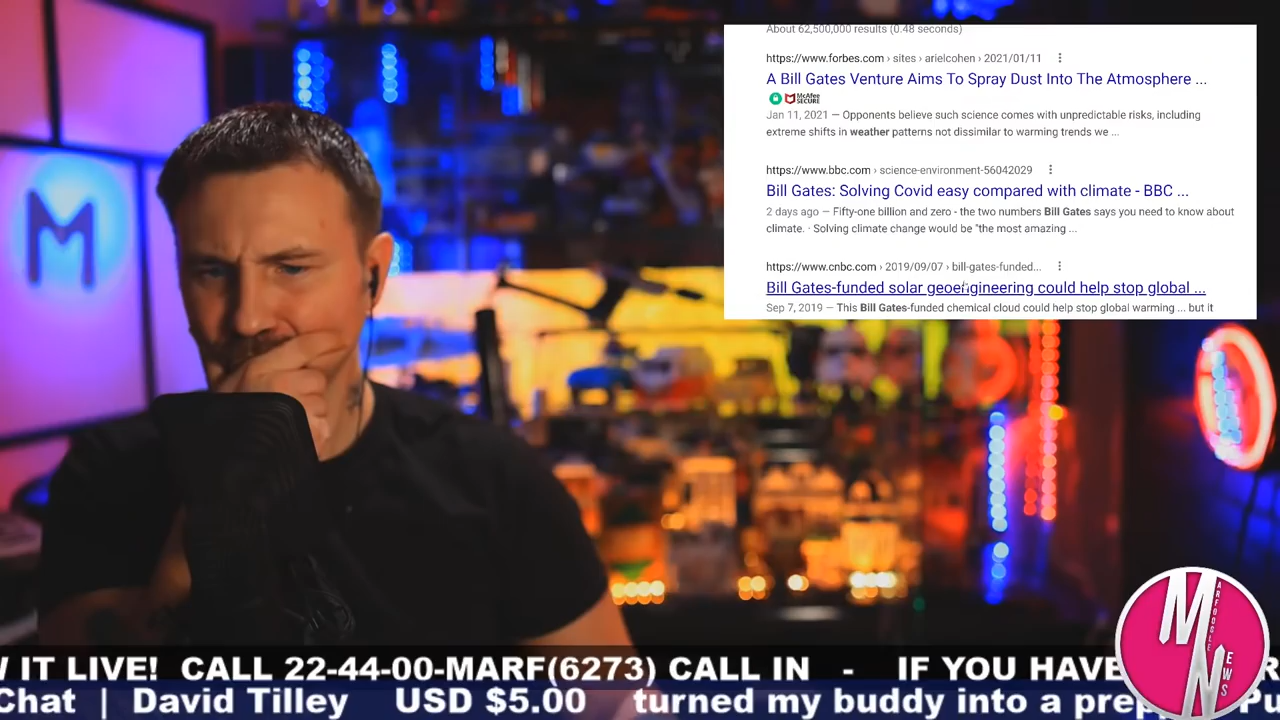 About 62,500,000 results (0.48 seconds)
https://www.forbes.com › sites › arielcohen › 2021/01/11
A Bill Gates Venture Aims To Spray Dust Into The Atmosphere ...
McAfee
SECURE
Jan 11, 2021 — Opponents believe such science comes with unpredictable risks, including
extreme shifts in weather patterns not dissimilar to warming trends we ...
https://www.bbc.com › science-environment-56042029
Bill Gates: Solving Covid easy compared with climate - BBC ...
2 days ago — Fifty-one billion and zero - the two numbers Bill Gates says you need to know about
climate. · Solving climate change would be "the most amazing ...
https://www.cnbc.com › 2019/09/07 › bill-gates-funded...
Bill Gates-funded solar geoengineering could help stop global ...
Sep 7, 2019 — This Bill Gates-funded chemical cloud could help stop global warming ... but it
M
MARFOOGLE
NEWS
W IT LIVE! CALL 22-44-00-MARF(6273) CALL IN - IF YOU HAVE
Chat | David Tilley USD $5.00 turned my buddy into a prepp